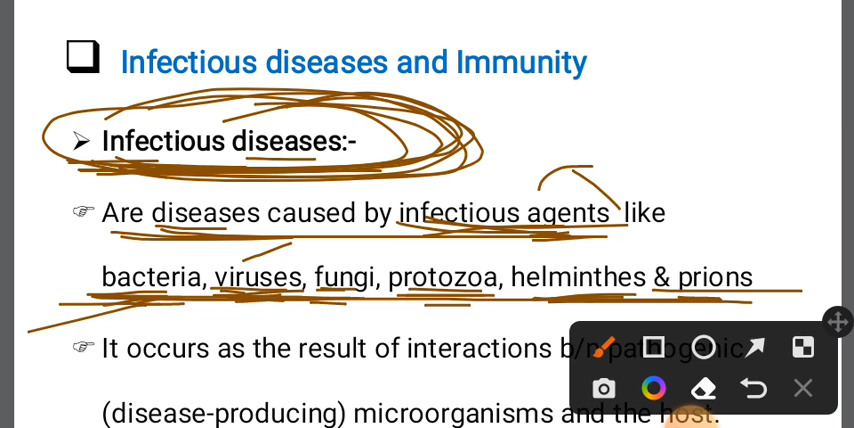 Infectious diseases and Immunity
Infectious diseases:-
Are diseases caused by infectious agents like
bacteria, viruses, fungi, protozoa, helminthes & prions
It occurs as the result of interactions b/n pathogenic
(disease-producing) microorganisms and the host.